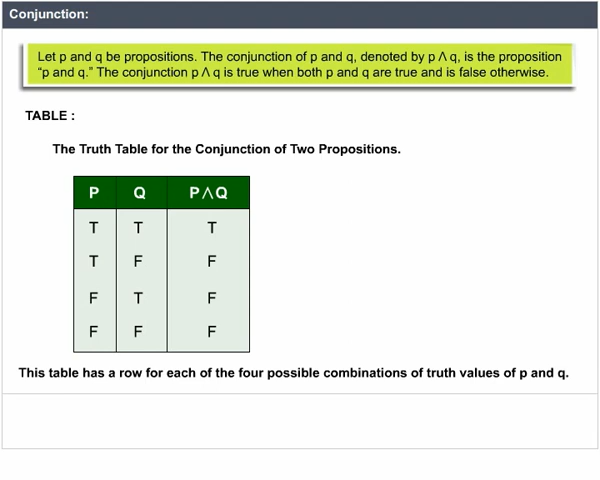 Conjunction:
Let p and q be propositions. The conjunction of p and q, denoted by p Λ q, is the proposition
“p and q.” The conjunction p Λ q is true when both p and q are true and is false otherwise.
TABLE :
The Truth Table for the Conjunction of Two Propositions.
P Q P∧Q
T T T
T F F
F T F
F F F
This table has a row for each of the four possible combinations of truth values of p and q.